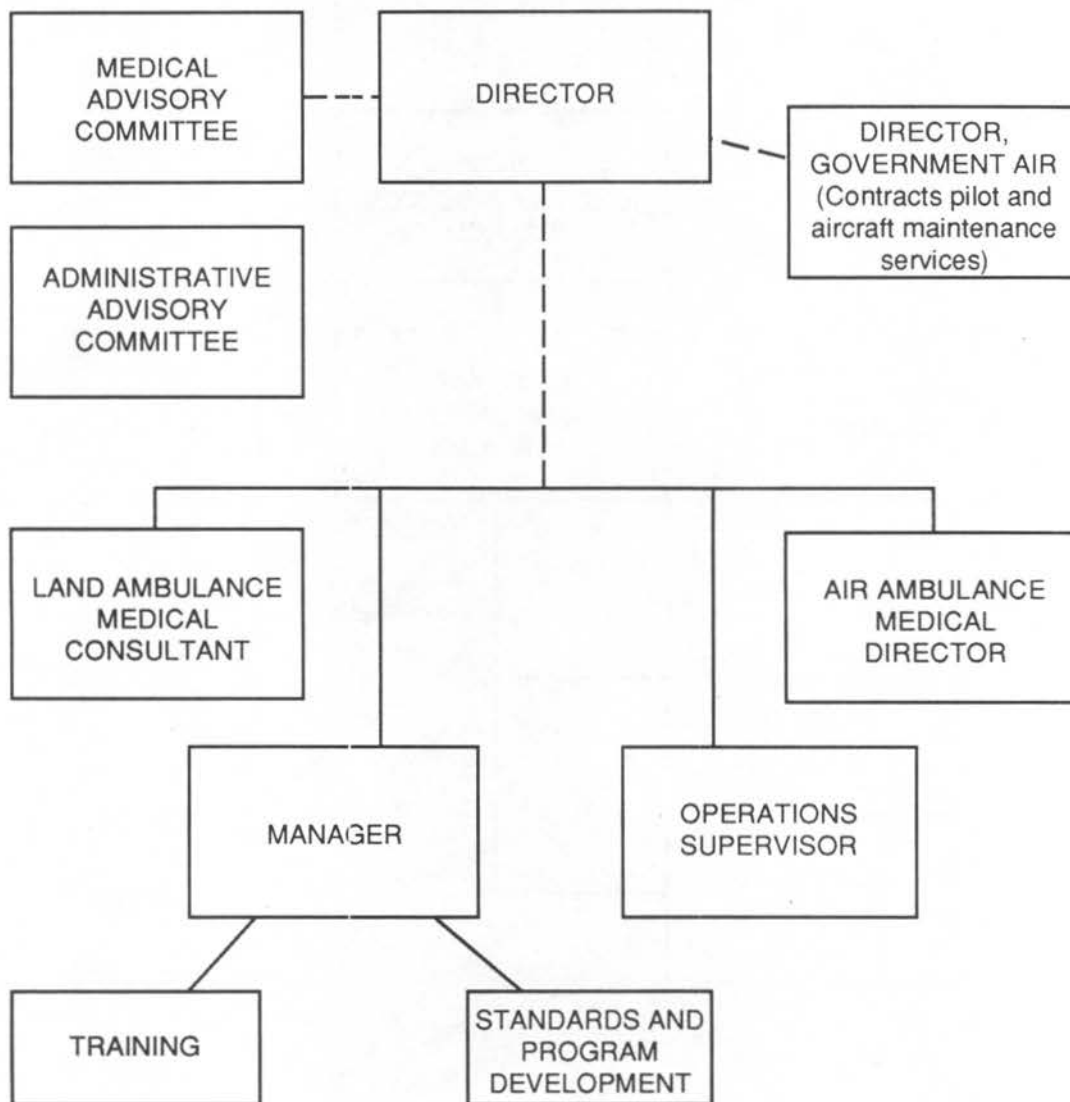 MEDICAL
ADVISORY
COMMITTEE
DIRECTOR
DIRECTOR,
GOVERNMENT AIR
(Contracts pilot and
aircraft maintenance
services)
ADMINISTRATIVE
ADVISORY
COMMITTEE
LAND AMBULANCE
MEDICAL
CONSULTANT
AIR AMBULANCE
MEDICAL
DIRECTOR
MANAGER
OPERATIONS
SUPERVISOR
TRAINING
STANDARDS AND
PROGRAM
DEVELOPMENT